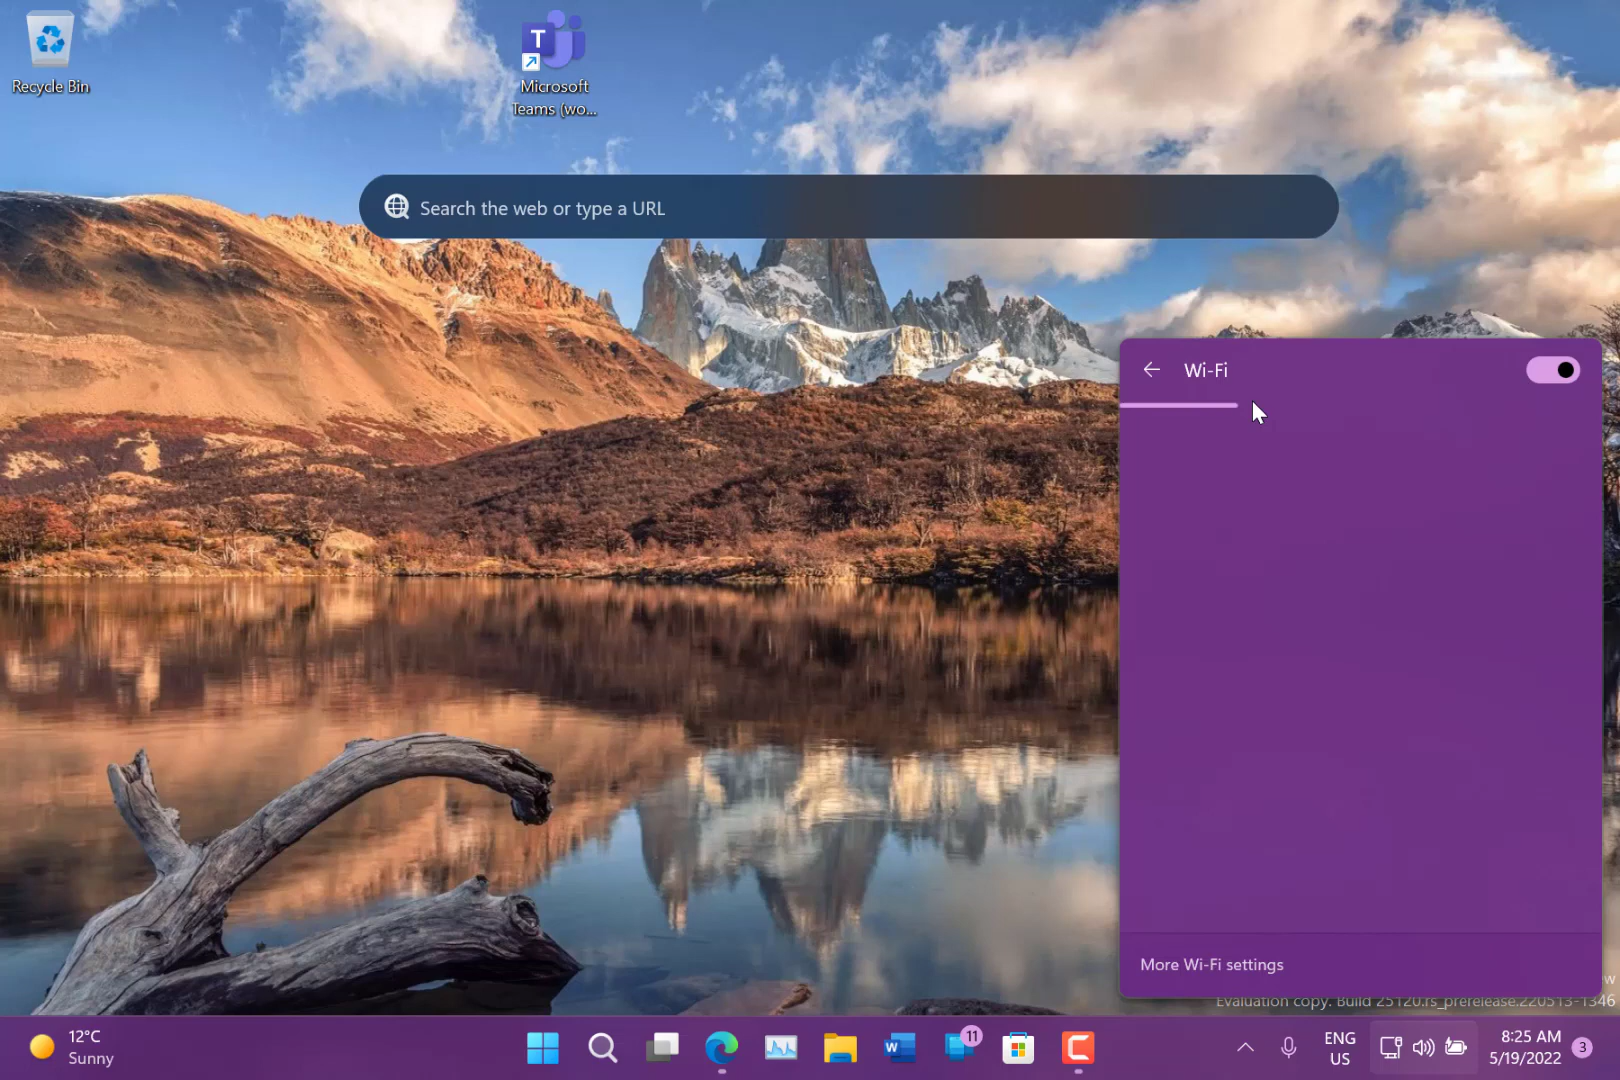 Recycle Bin
Microsoft
Teams (wo...
Search the web or type a URL
Wi-Fi
More Wi-Fi settings
w
Evaluation copy. Build 25120.rs_prerelease.220513-1346
12°C
Sunny
11
ENG
US
8:25 AM
5/19/2022
3